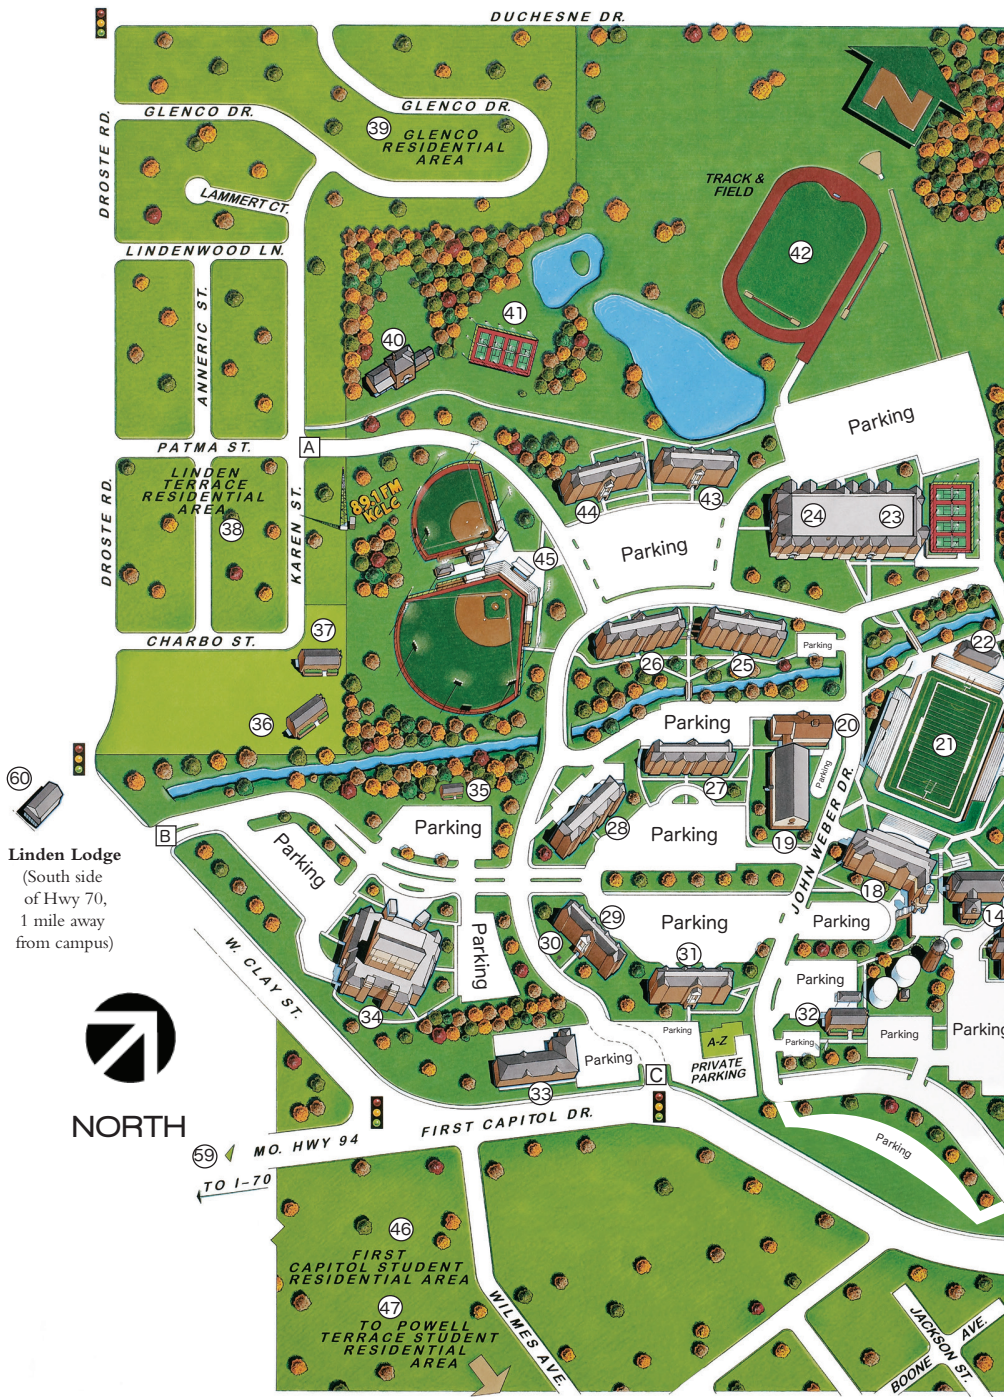 DUCHESNE DR.
GLENCO DR.
GLENCO DR.
39
GLENCO
RESIDENTIAL
AREA
DROSTE RD.
LAMMERT CT.
LINDENWOOD LN.
ANNERIC ST.
KAREN ST.
N
TRACK &
FIELD
42
41
40
PATMA ST.
A
LINDEN
TERRACE
RESIDENTIAL
AREA
38
DROSTE RD.
CHARBO ST.
89.1 FM
KCLC
Parking
44
43
24
23
Parking
45
37
36
26
25
Parking
22
Parking
20
21
27
Parking
19
JOHN WEBER DR.
60
Linden Lodge
(South side
of Hwy 70,
1 mile away
from campus)
B
35
Parking
Parking
28
Parking
18
14
29
30
Parking
Parking
Parking
31
34
W. CLAY ST.
Parking
32
Parking
Parking
Parking
Parking
A-Z
PRIVATE
PARKING
Parking
33
C
NORTH
FIRST CAPITOL DR.
MO. HWY 94
59
TO I-70
Parking
46
FIRST
CAPITOL STUDENT
RESIDENTIAL AREA
47
TO POWELL
TERRACE STUDENT
RESIDENTIAL
AREA
WILMES AVE.
JACKSON ST.
BOONE AVE.